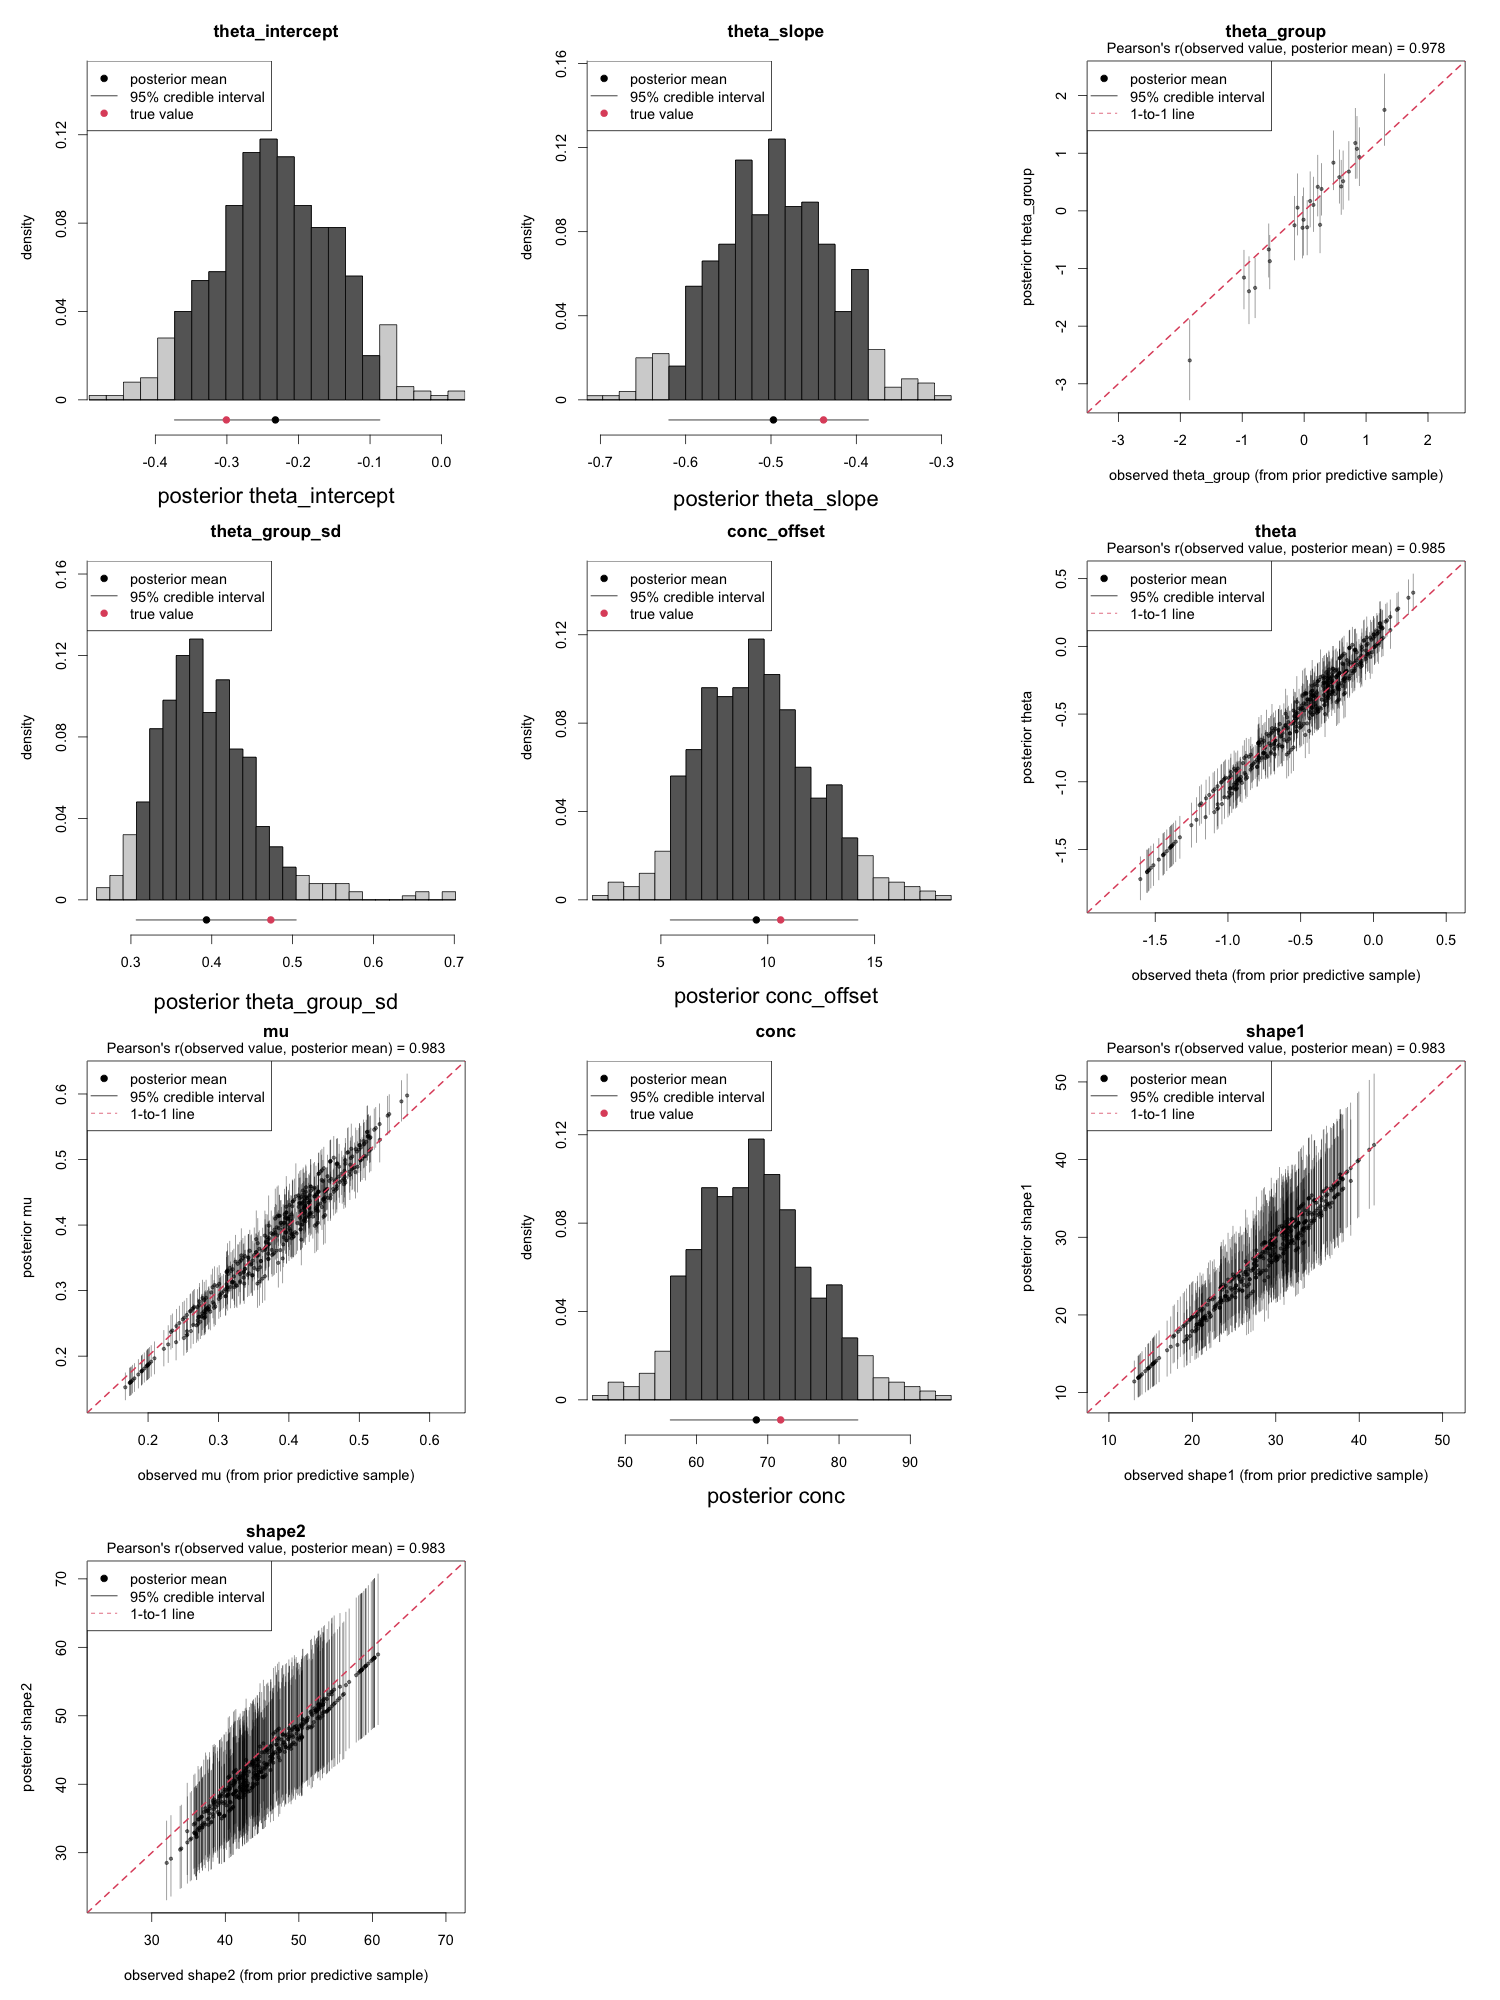 theta_intercept
posterior mean
95% credible interval
true value
density
0 0.04 0.08 0.12
-0.4 -0.3 -0.2 -0.1 0.0
posterior theta_intercept
theta_slope
posterior mean
95% credible interval
true value
density
0 0.04 0.08 0.12 0.16
-0.7 -0.6 -0.5 -0.4 -0.3
posterior theta_slope
theta_group
Pearson's r(observed value, posterior mean) = 0.978
posterior mean
95% credible interval
1-to-1 line
posterior theta_group
-3 -2 -1 0 1 2
-3 -2 -1 0 1 2
observed theta_group (from prior predictive sample)
theta_group_sd
posterior mean
95% credible interval
true value
density
0 0.04 0.08 0.12 0.16
0.3 0.4 0.5 0.6 0.7
posterior theta_group_sd
conc_offset
posterior mean
95% credible interval
true value
density
0 0.04 0.08 0.12
5 10 15
posterior conc_offset
theta
Pearson's r(observed value, posterior mean) = 0.985
posterior mean
95% credible interval
1-to-1 line
posterior theta
-1.5 -1.0 -0.5 0.0 0.5
-1.5 -1.0 -0.5 0.0 0.5
observed theta (from prior predictive sample)
mu
Pearson's r(observed value, posterior mean) = 0.983
posterior mean
95% credible interval
1-to-1 line
posterior mu
0.2 0.3 0.4 0.5 0.6
0.2 0.3 0.4 0.5 0.6
observed mu (from prior predictive sample)
conc
posterior mean
95% credible interval
true value
density
0 0.04 0.08 0.12
50 60 70 80 90
posterior conc
shape1
Pearson's r(observed value, posterior mean) = 0.983
posterior mean
95% credible interval
1-to-1 line
posterior shape1
10 20 30 40 50
10 20 30 40 50
observed shape1 (from prior predictive sample)
shape2
Pearson's r(observed value, posterior mean) = 0.983
posterior mean
95% credible interval
1-to-1 line
posterior shape2
30 40 50 60 70
30 40 50 60 70
observed shape2 (from prior predictive sample)